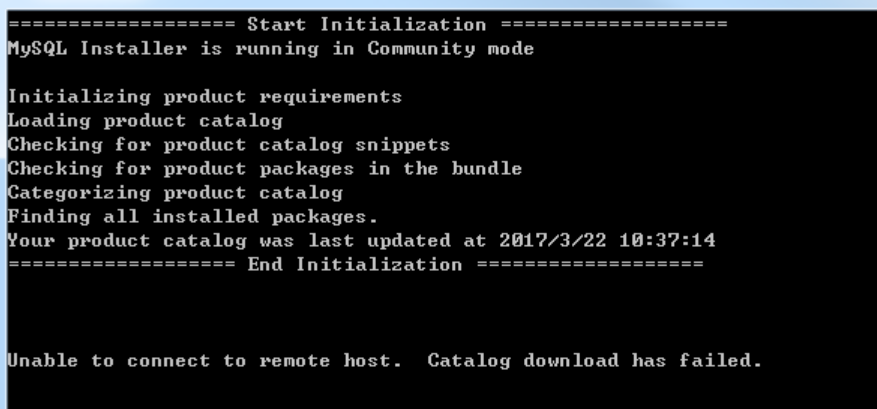 =================== Start Initialization ===================
MySQL Installer is running in Community mode
Initializing product requirements
Loading product catalog
Checking for product catalog snippets
Checking for product packages in the bundle
Categorizing product catalog
Finding all installed packages.
Your product catalog was last updated at 2017/3/22 10:37:14
=================== End Initialization ===================
Unable to connect to remote host.  Catalog download has failed.